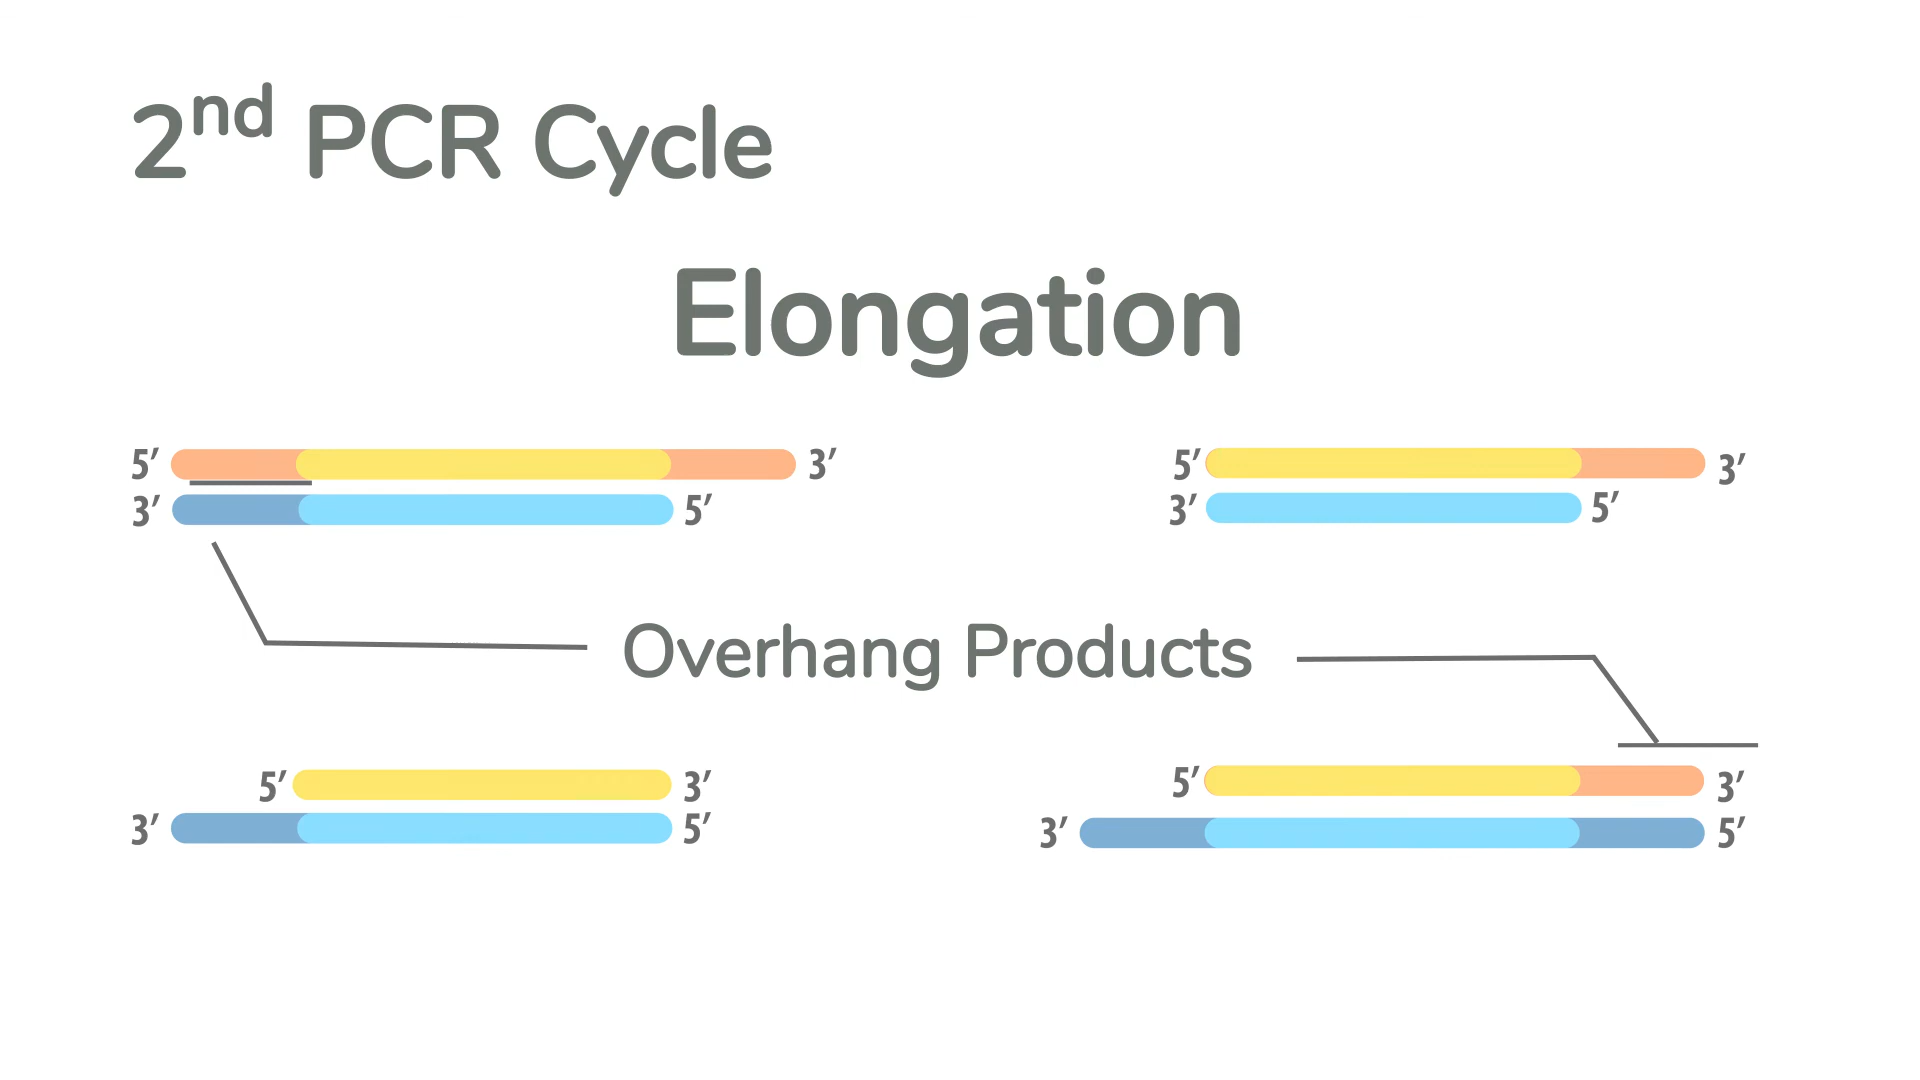 2nd PCR Cycle
Elongation
5’ 3’ 5’ 3’
3’ 5’ 3’ 5’
Overhang Products
5’ 3’ 5’ 3’
3’ 5’ 3’ 5’